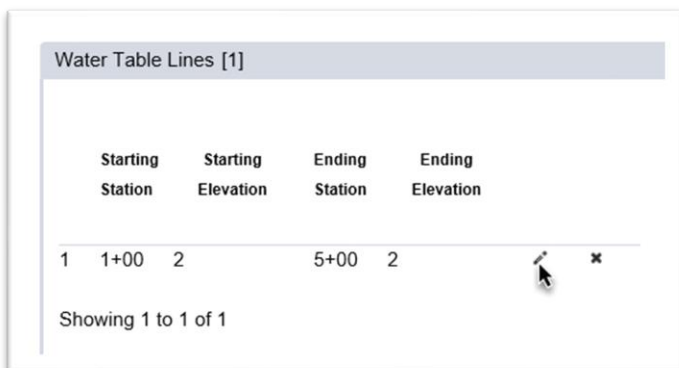 Water Table Lines [1]
Starting Starting Ending Ending
Station Elevation Station Elevation
1 1+00 2 5+00 2
Showing 1 to 1 of 1